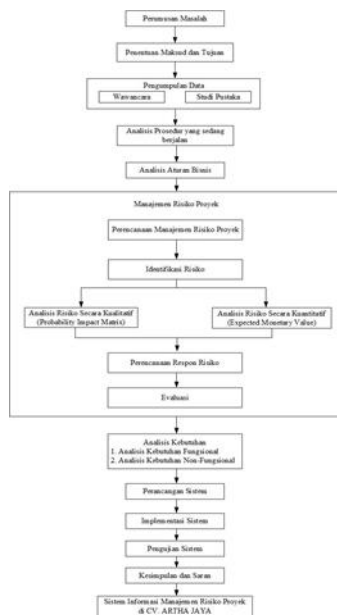 Perumusan Masalah
Penentuan Maksud dan Tujuan
Pengumpulan Data
Wawancara
Studi Pustaka
Analisis Prosedur yang sedang
berjalan
Analisis Aturan Bisnis
Manajemen Risiko Proyek
Perencanaan Manajemen Risiko Proyek
Identifikasi Risiko
Analisis Risiko Secara Kualitatif
(Probability Impact Matrix)
Analisis Risiko Secara Kuantitatif
(Expected Monetary Value)
Perencanaan Respon Risiko
Evaluasi
Analisis Kebutuhan
1. Analisis Kebutuhan Fungsional
2. Analisis Kebutuhan Non-Fungsional
Perancangan Sistem
Implementasi Sistem
Pengujian Sistem
Kesimpulan dan Saran
Sistem Informasi Manajemen Risiko Proyek
di CV. ARTHA JAYA